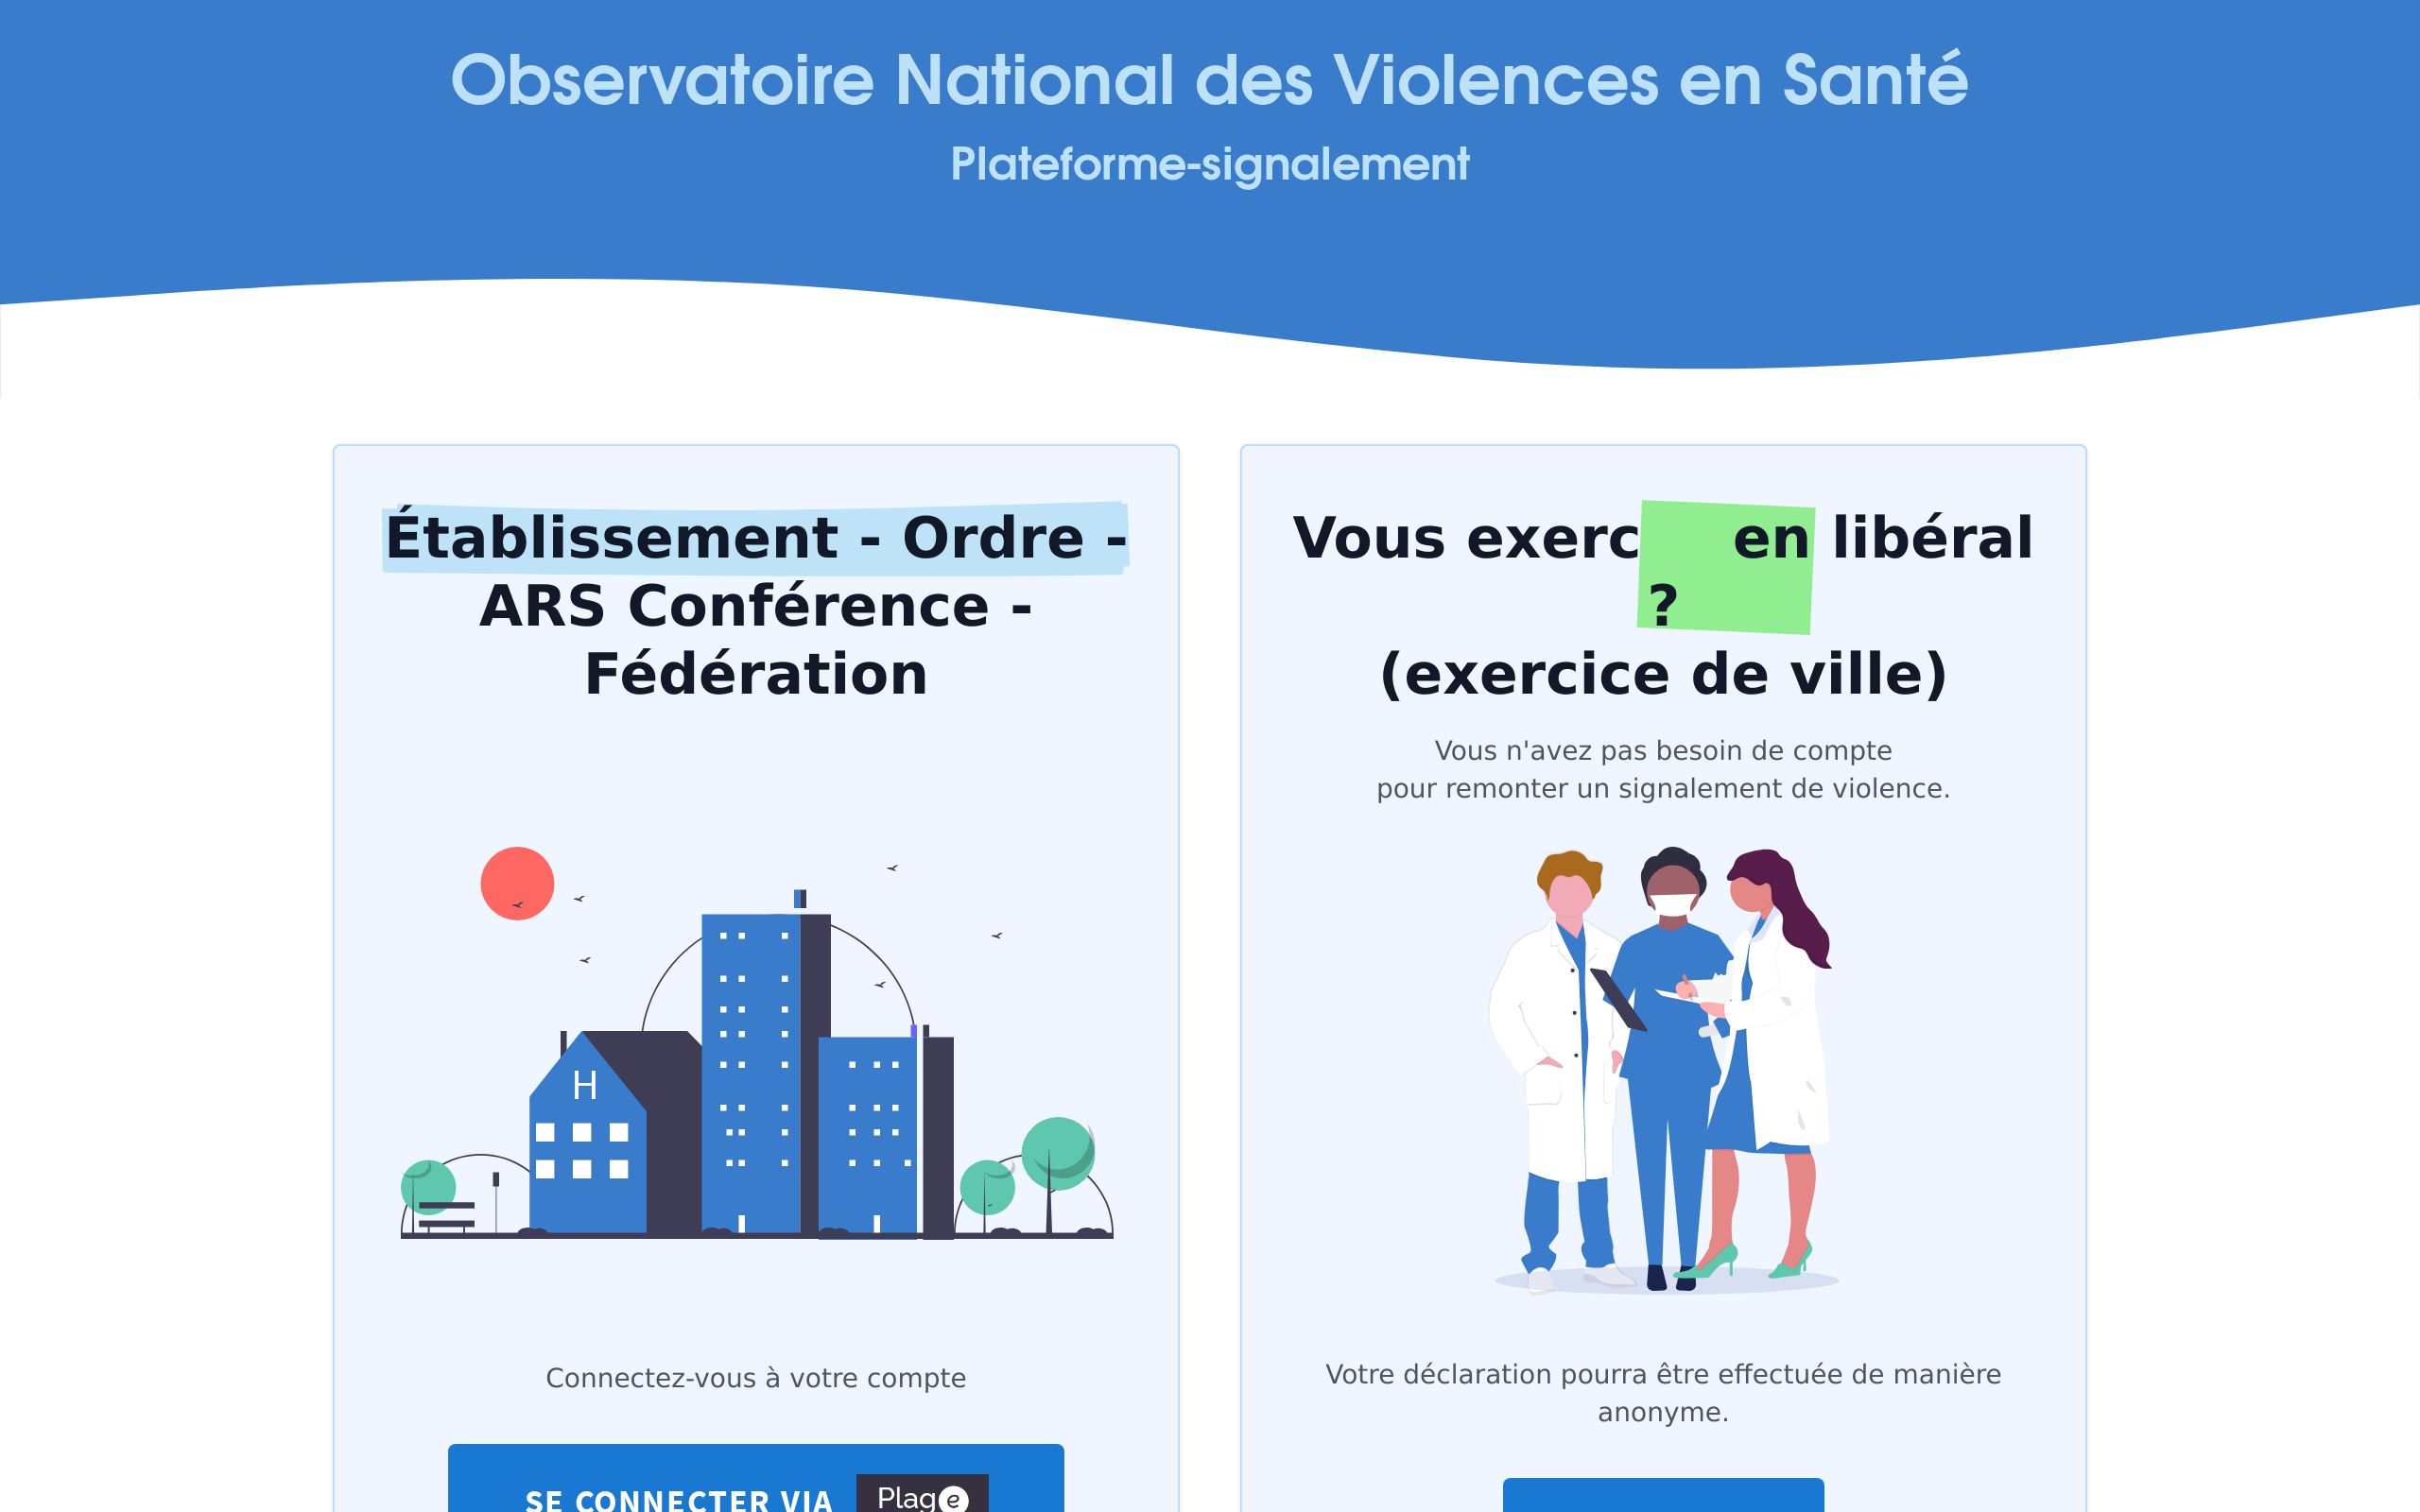 Observatoire National des Violences en Santé
Plateforme-signalement
Établissement - Ordre -
ARS Conférence -
Fédération
H
Connectez-vous à votre compte
SE CONNECTER VIA Plage
Vous exerc en libéral
?
(exercice de ville)
Vous n'avez pas besoin de compte
pour remonter un signalement de violence.
Votre déclaration pourra être effectuée de manière
anonyme.